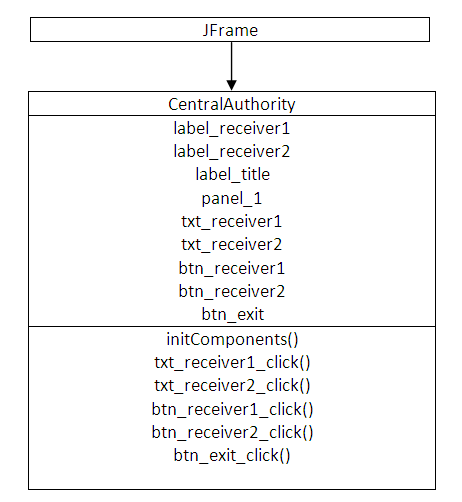 JFrame
CentralAuthority
label_receiver1
label_receiver2
label_title
panel_1
txt_receiver1
txt_receiver2
btn_receiver1
btn_receiver2
btn_exit
initComponents()
txt_receiver1_click()
txt_receiver2_click()
btn_receiver1_click()
btn_receiver2_click()
btn_exit_click()